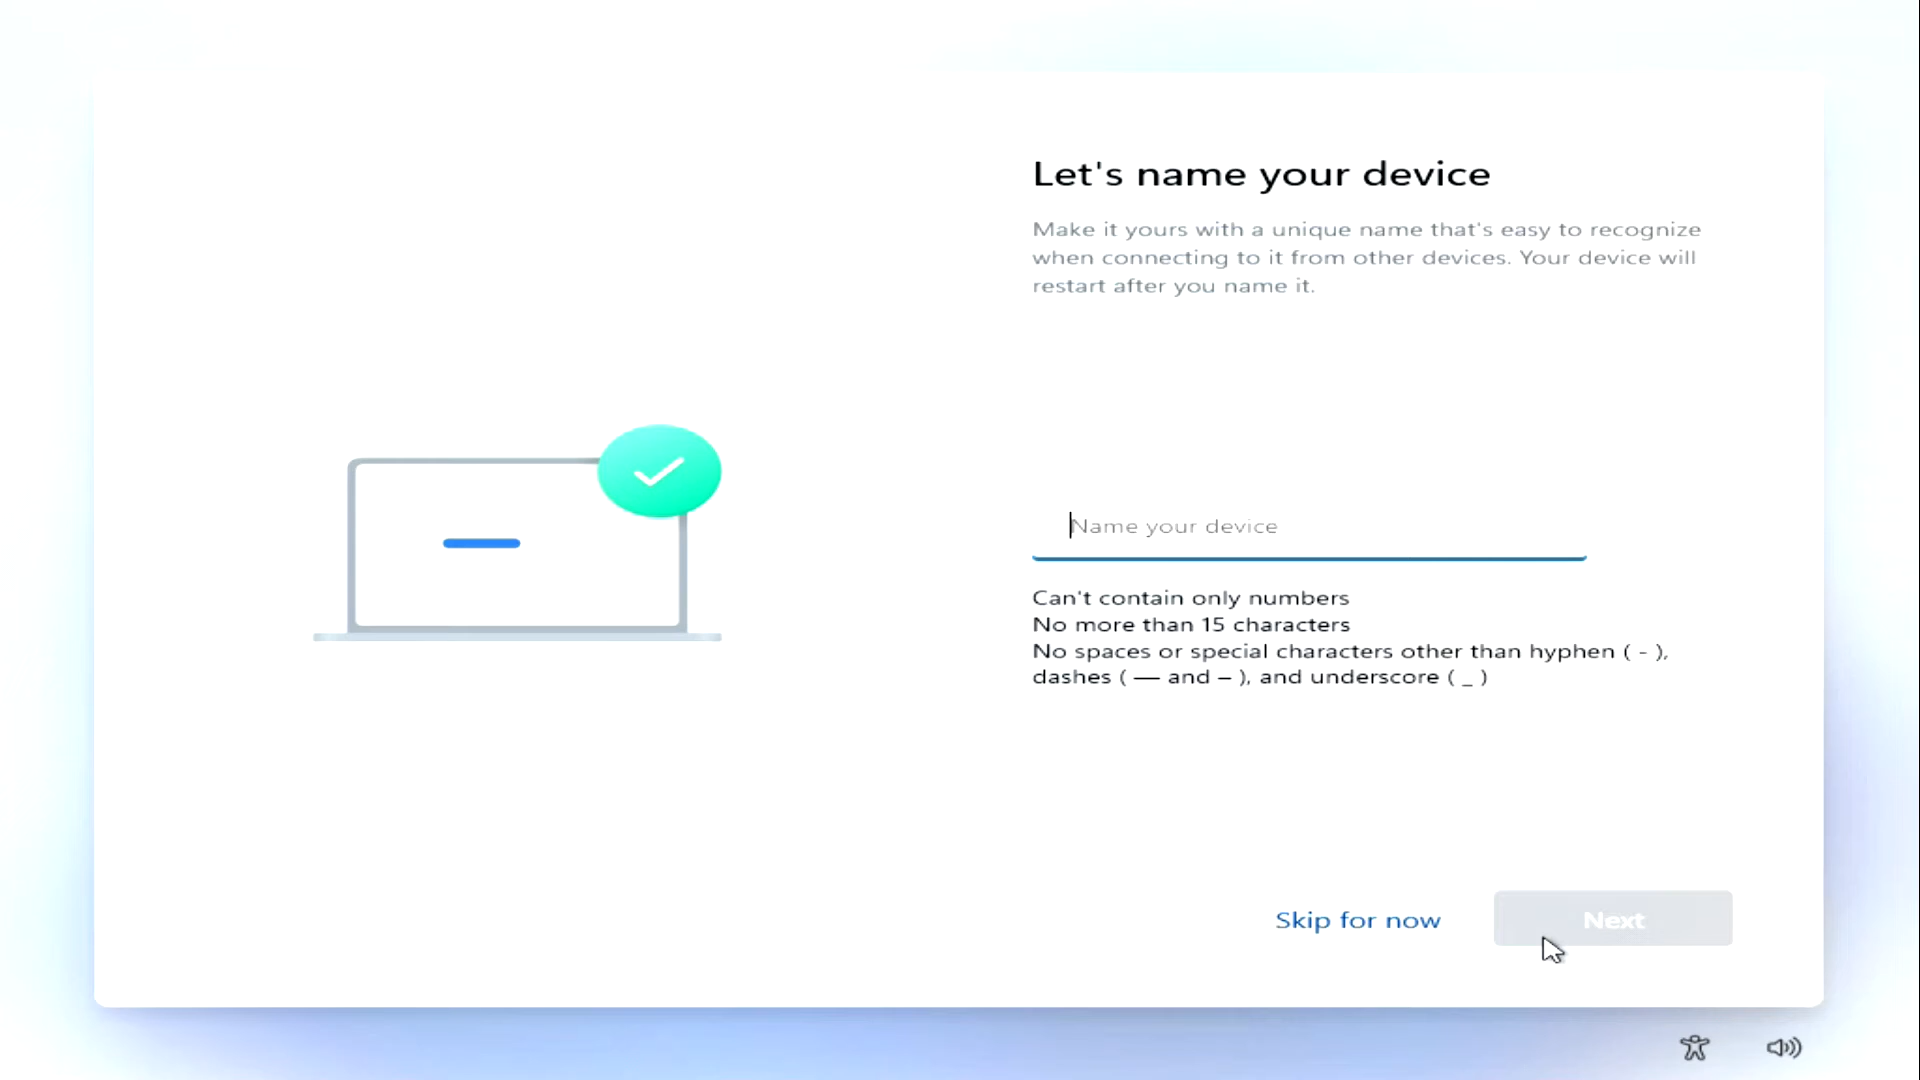 Let's name your device
Make it yours with a unique name that's easy to recognize
when connecting to it from other devices. Your device will
restart after you name it.
Name your device
Can't contain only numbers
No more than 15 characters
No spaces or special characters other than hyphen ( - ),
dashes ( — and – ), and underscore ( _ )
Skip for now
Next